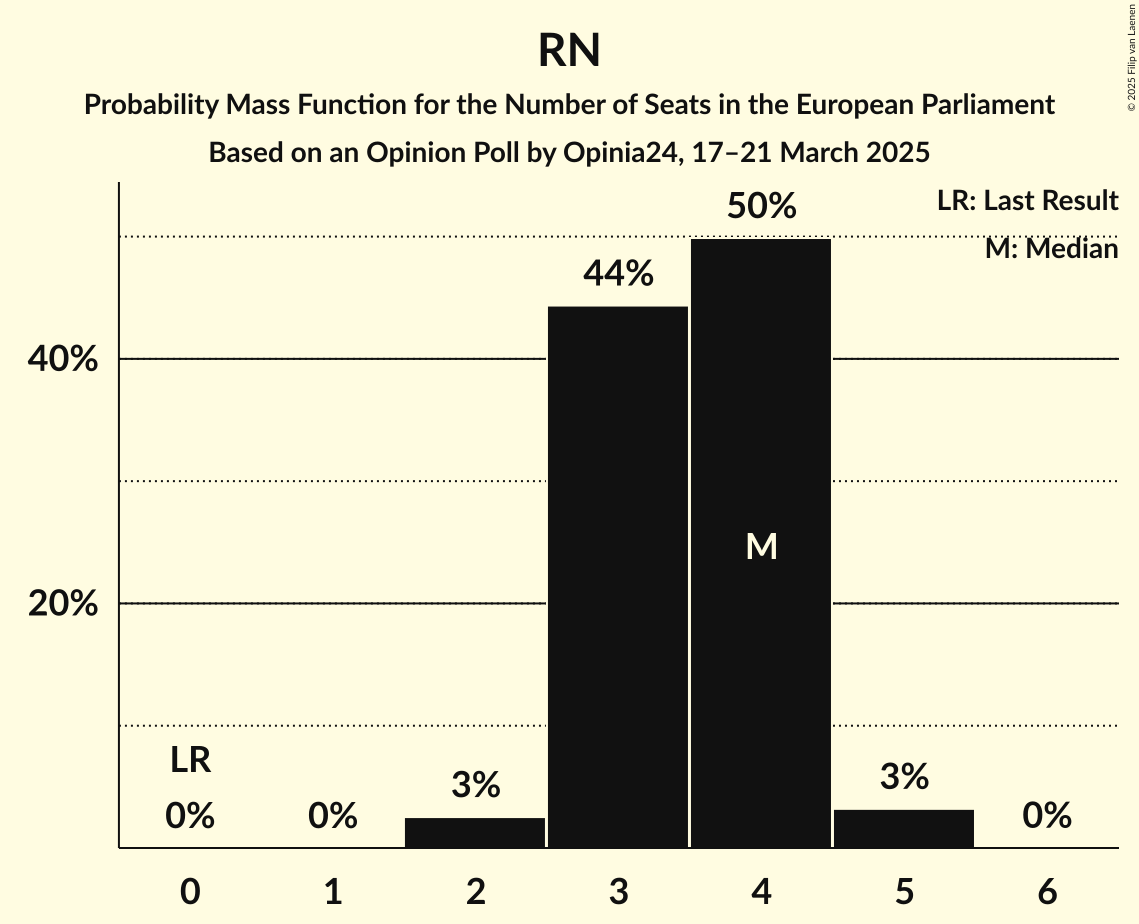 RN
Probability Mass Function for the Number of Seats in the European Parliament
Based on an Opinion Poll by Opinia24, 17–21 March 2025
© 2025 Filip van Laenen
LR: Last Result
M: Median
50%
44%
40%
M
20%
LR
0%
0%
3%
3%
0%
0 1 2 3 4 5 6